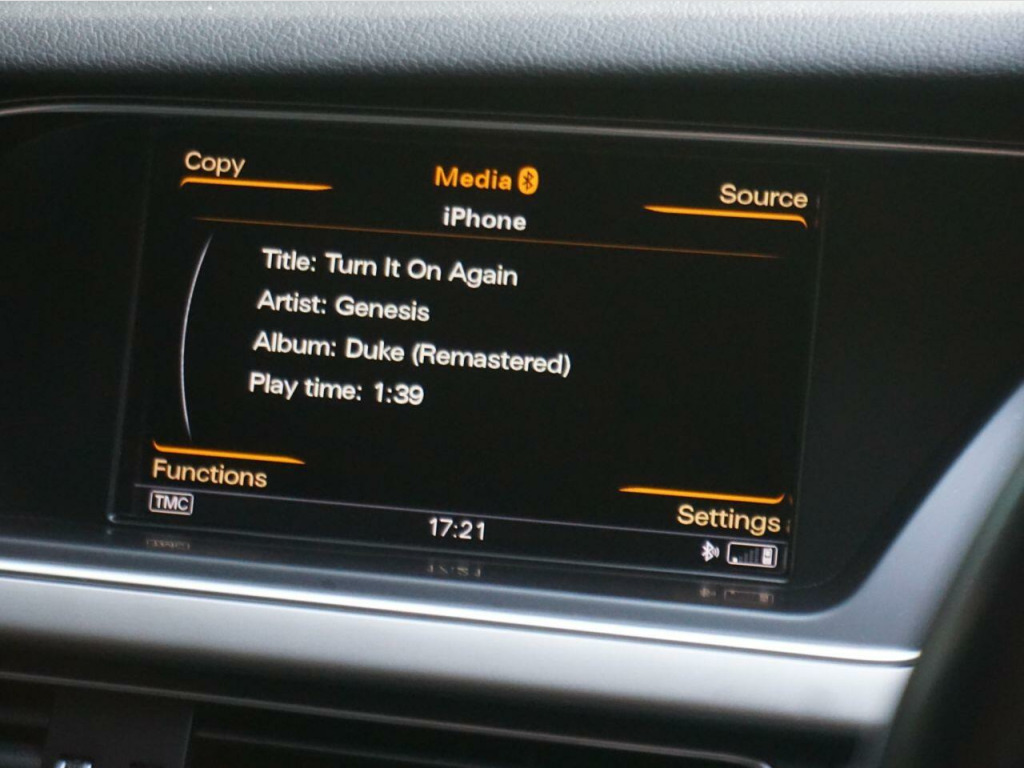 Copy
Media
Source
iPhone
Title: Turn It On Again
Artist: Genesis
Album: Duke (Remastered)
Play time: 1:39
Functions
Settings
TMC
17:21